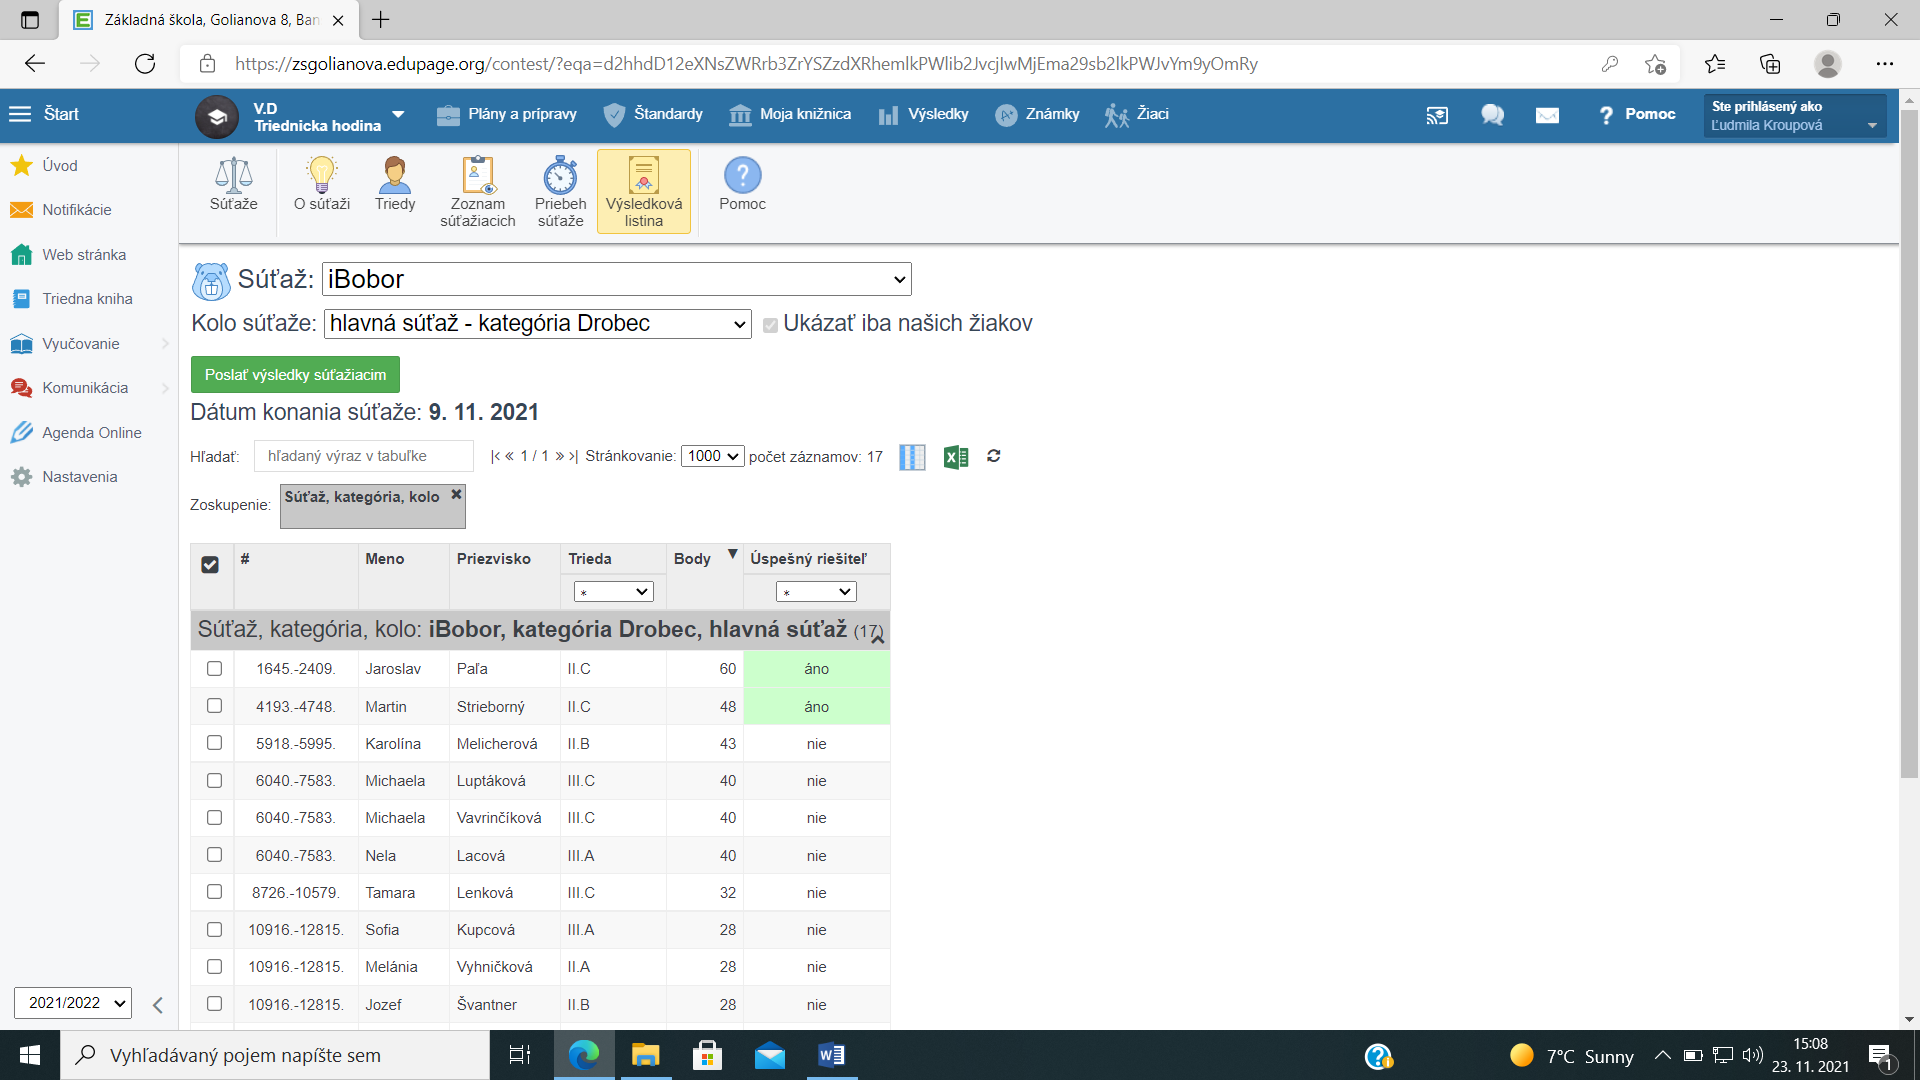 Základná škola, Golianova 8, Ban
https://zsgolianova.edupage.org/contest/?eqa=d2hhdD12eXNsZWRrb3ZrYSZzdXRhemlkPWlib2JvcjIwMjEma29sb2lkPWJvYm9yOmRy
Štart
V.D
Triednicka hodina
Plány a prípravy
Štandardy
Moja knižnica
Výsledky
Známky
Žiaci
Pomoc
Ste prihlásený ako
Ľudmila Kroupová
Úvod
Notifikácie
Web stránka
Triedna kniha
Vyučovanie
Komunikácia
Agenda Online
Nastavenia
2021/2022
Súťaže
O súťaži
Triedy
Zoznam súťažiacich
Priebeh súťaže
Výsledková listina
Pomoc
Súťaž: iBobor
Kolo súťaže: hlavná súťaž - kategória Drobec Ukázať iba našich žiakov
Poslať výsledky súťažiacim
Dátum konania súťaže: 9. 11. 2021
Hľadať: hľadaný výraz v tabuľke |< « 1 / 1 » >| Stránkovanie: 1000 počet záznamov: 17
Zoskupenie: Súťaž, kategória, kolo
# Meno Priezvisko Trieda Body ▼ Úspešný riešiteľ
* *
Súťaž, kategória, kolo: iBobor, kategória Drobec, hlavná súťaž (17)
1645.-2409. Jaroslav Paľa II.C 60 áno
4193.-4748. Martin Strieborný II.C 48 áno
5918.-5995. Karolína Melicherová II.B 43 nie
6040.-7583. Michaela Luptáková III.C 40 nie
6040.-7583. Michaela Vavrinčíková III.C 40 nie
6040.-7583. Nela Lacová III.A 40 nie
8726.-10579. Tamara Lenková III.C 32 nie
10916.-12815. Sofia Kupcová III.A 28 nie
10916.-12815. Melánia Vyhničková II.A 28 nie
10916.-12815. Jozef Švantner II.B 28 nie
Vyhľadávaný pojem napíšte sem
7°C Sunny
15:08
23. 11. 2021
1